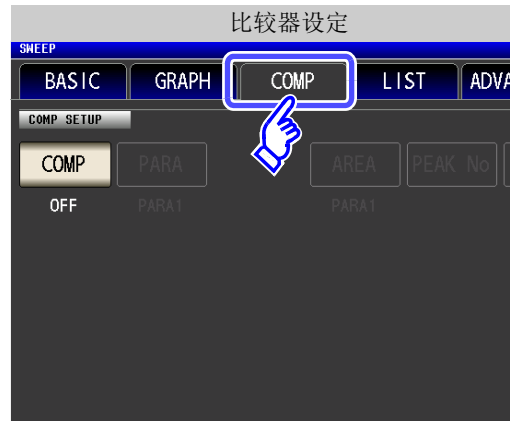 比较器设定
SWEEP
BASIC GRAPH COMP LIST ADVA
COMP SETUP
COMP PARA AREA PEAK No
OFF PARA1 PARA1